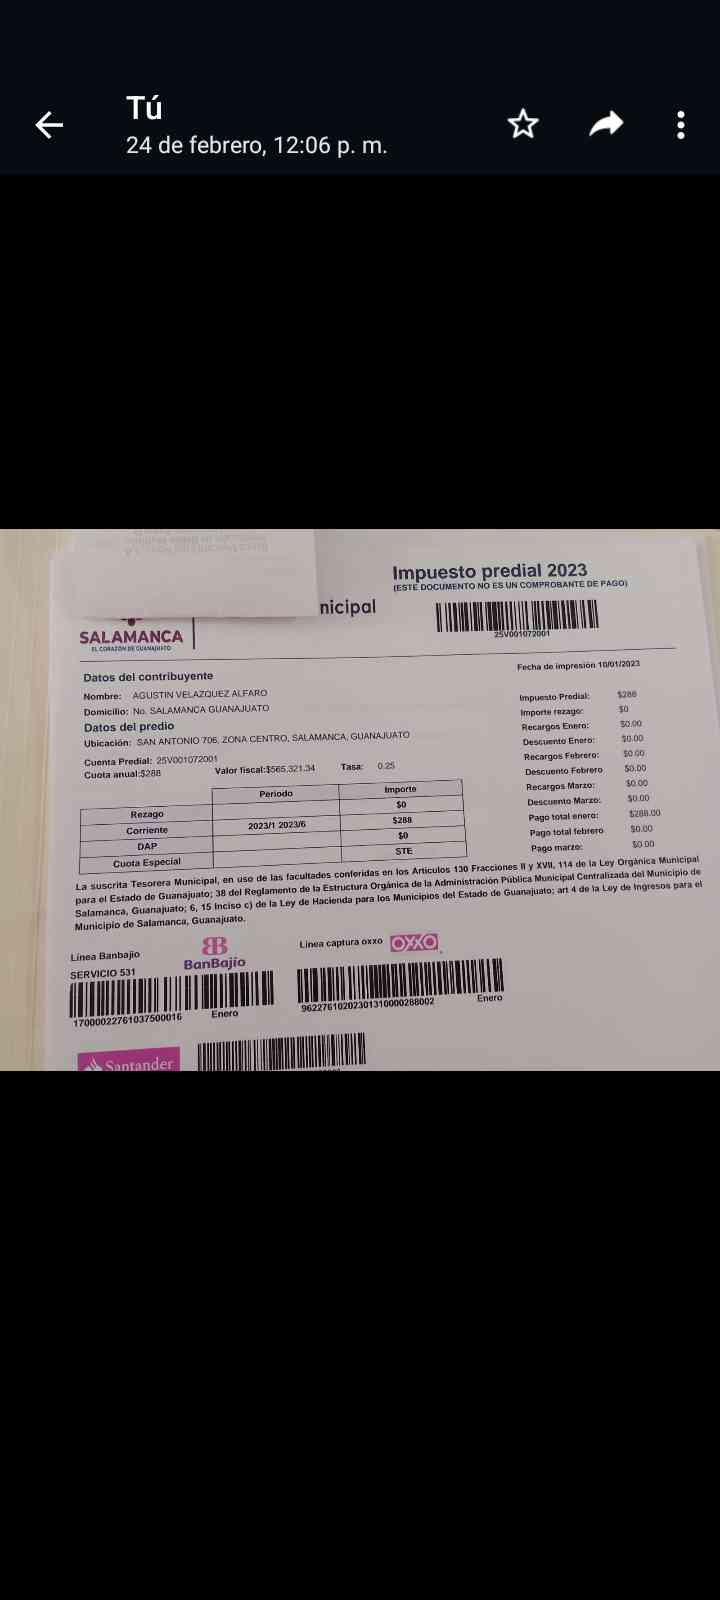 Tú
24 de febrero, 12:06 p. m.
Impuesto predial 2023
(ESTE DOCUMENTO NO ES UN COMPROBANTE DE PAGO)
nicipal
25V001072001
SALAMANCA
EL CORAZÓN DE GUANAJUATO
Fecha de impresión 10/01/2023
Datos del contribuyente
Nombre: AGUSTIN VELAZQUEZ ALFARO
Domicilio: No. SALAMANCA GUANAJUATO
Datos del predio
Ubicación: SAN ANTONIO 706, ZONA CENTRO, SALAMANCA, GUANAJUATO
Cuenta Predial: 25V001072001
Cuota anual:$288 Valor fiscal:$565,321.34 Tasa: 0.25
Periodo Importe
Rezago $0
Corriente 2023/1 2023/6 $288
DAP $0
Cuota Especial STE
Impuesto Predial: $288
Importe rezago: $0
Recargos Enero: $0.00
Descuento Enero: $0.00
Recargos Febrero: $0.00
Descuento Febrero $0.00
Recargos Marzo: $0.00
Descuento Marzo: $0.00
Pago total enero: $288.00
Pago total febrero $0.00
Pago marzo: $0.00
La suscrita Tesorera Municipal, en uso de las facultades conferidas en los Articulos 130 Fracciones II y XVII, 114 de la Ley Orgánica Municipal
para el Estado de Guanajuato; 38 del Reglamento de la Estructura Orgánica de la Administración Pública Municipal Centralizada del Municipio de
Salamanca, Guanajuato; 6, 15 Inciso c) de la Ley de Hacienda para los Municipios del Estado de Guanajuato; art 4 de la Ley de Ingresos para el
Municipio de Salamanca, Guanajuato.
Línea Banbajio
BanBajío
SERVICIO 531
17000022761037500016 Enero
Línea captura oxxo
OXXO
96227610202301310000288002 Enero
Santander